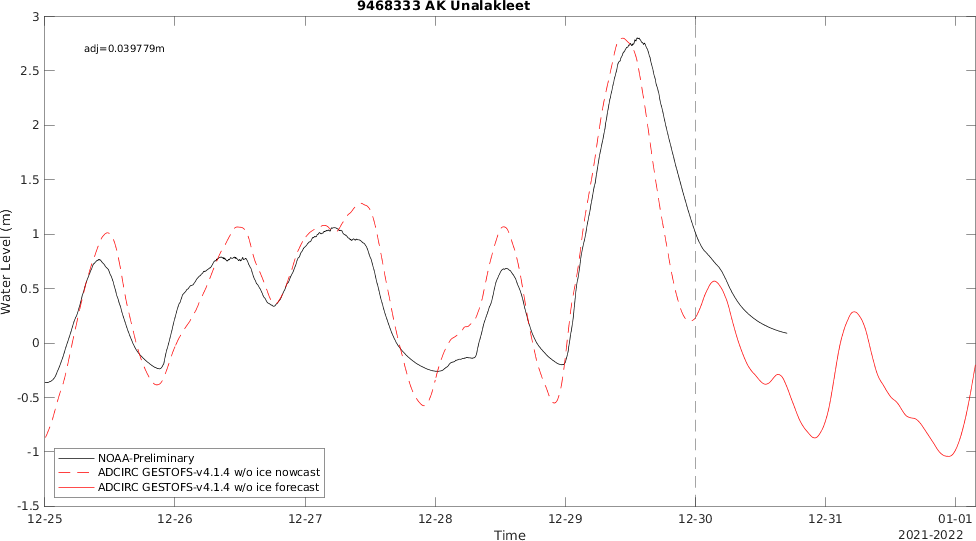 9468333 AK Unalakleet
adj=0.039779m
3
2.5
2
1.5
1
0.5
0
-0.5
-1
-1.5
Water Level (m)
NOAA-Preliminary
ADCIRC GESTOFS-v4.1.4 w/o ice nowcast
ADCIRC GESTOFS-v4.1.4 w/o ice forecast
12-25 12-26 12-27 12-28 12-29 12-30 12-31 01-01
Time
2021-2022